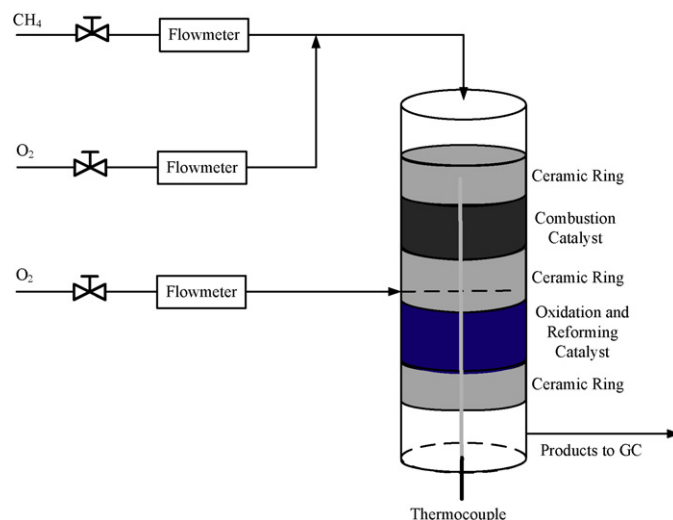 CH₄
Flowmeter
O₂
Flowmeter
O₂
Flowmeter
Ceramic Ring
Combustion
Catalyst
Ceramic Ring
Oxidation and
Reforming
Catalyst
Ceramic Ring
Products to GC
Thermocouple